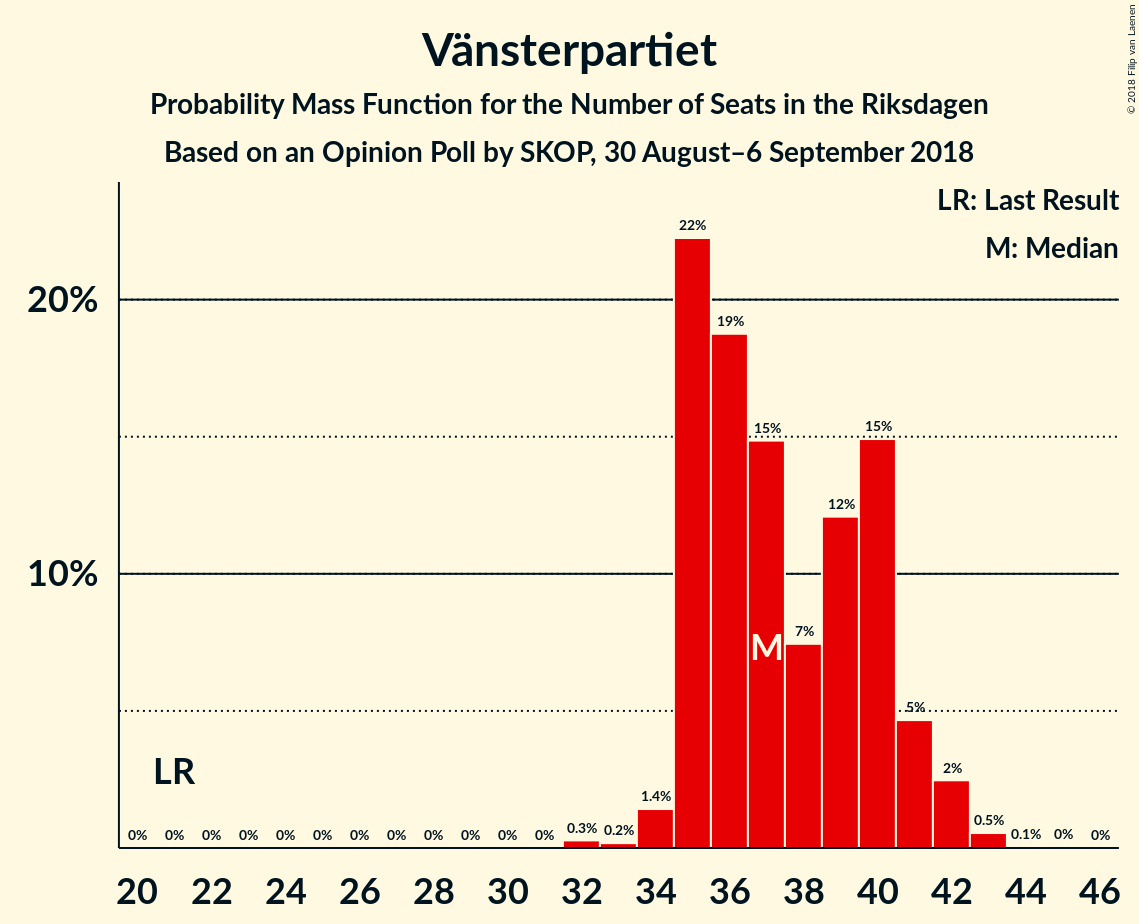 Vänsterpartiet
Probability Mass Function for the Number of Seats in the Riksdagen
Based on an Opinion Poll by SKOP, 30 August–6 September 2018
© 2018 Filip van Laenen
LR: Last Result
M: Median
22%
20%
19%
15%
15%
12%
10%
7%
M
5%
LR
2%
1.4%
0% 0% 0% 0% 0% 0% 0% 0% 0% 0% 0% 0% 0.3% 0.2% 0.5% 0.1% 0% 0%
20 22 24 26 28 30 32 34 36 38 40 42 44 46